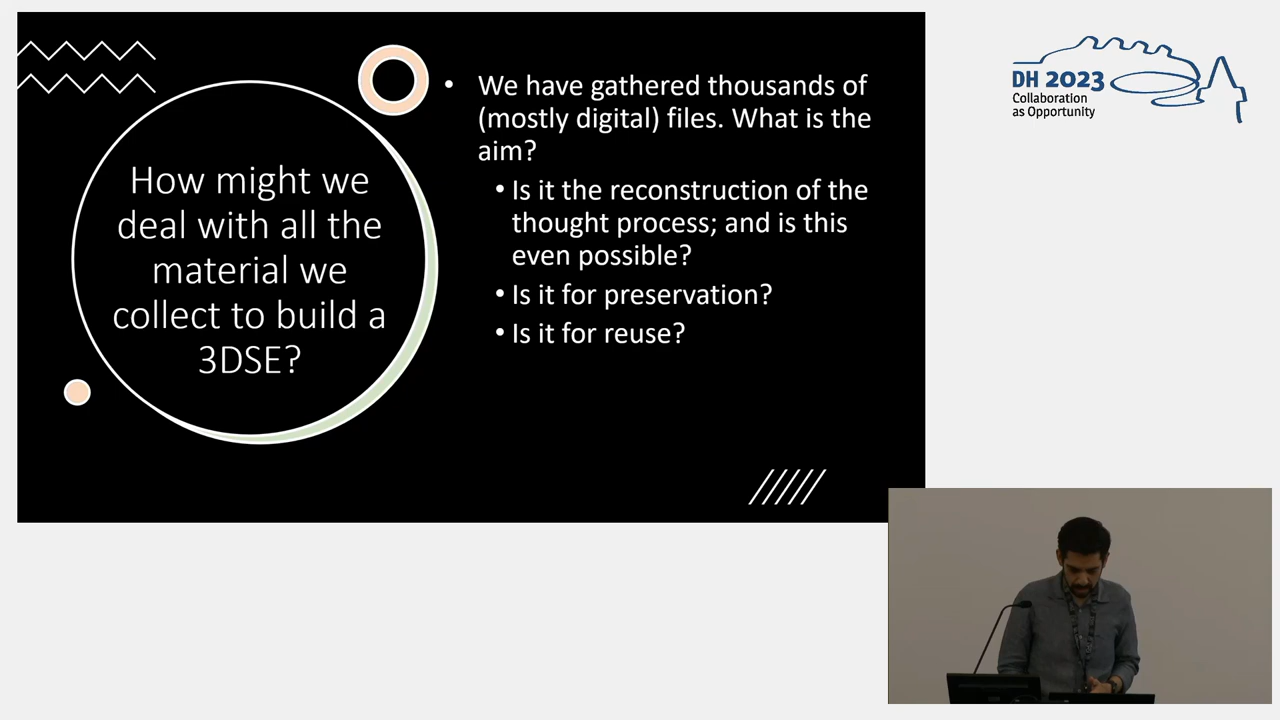 How might we
deal with all the
material we
collect to build a
3DSE?
• We have gathered thousands of
(mostly digital) files. What is the
aim?
• Is it the reconstruction of the
thought process; and is this
even possible?
• Is it for preservation?
• Is it for reuse?
DH 2023
Collaboration
as Opportunity